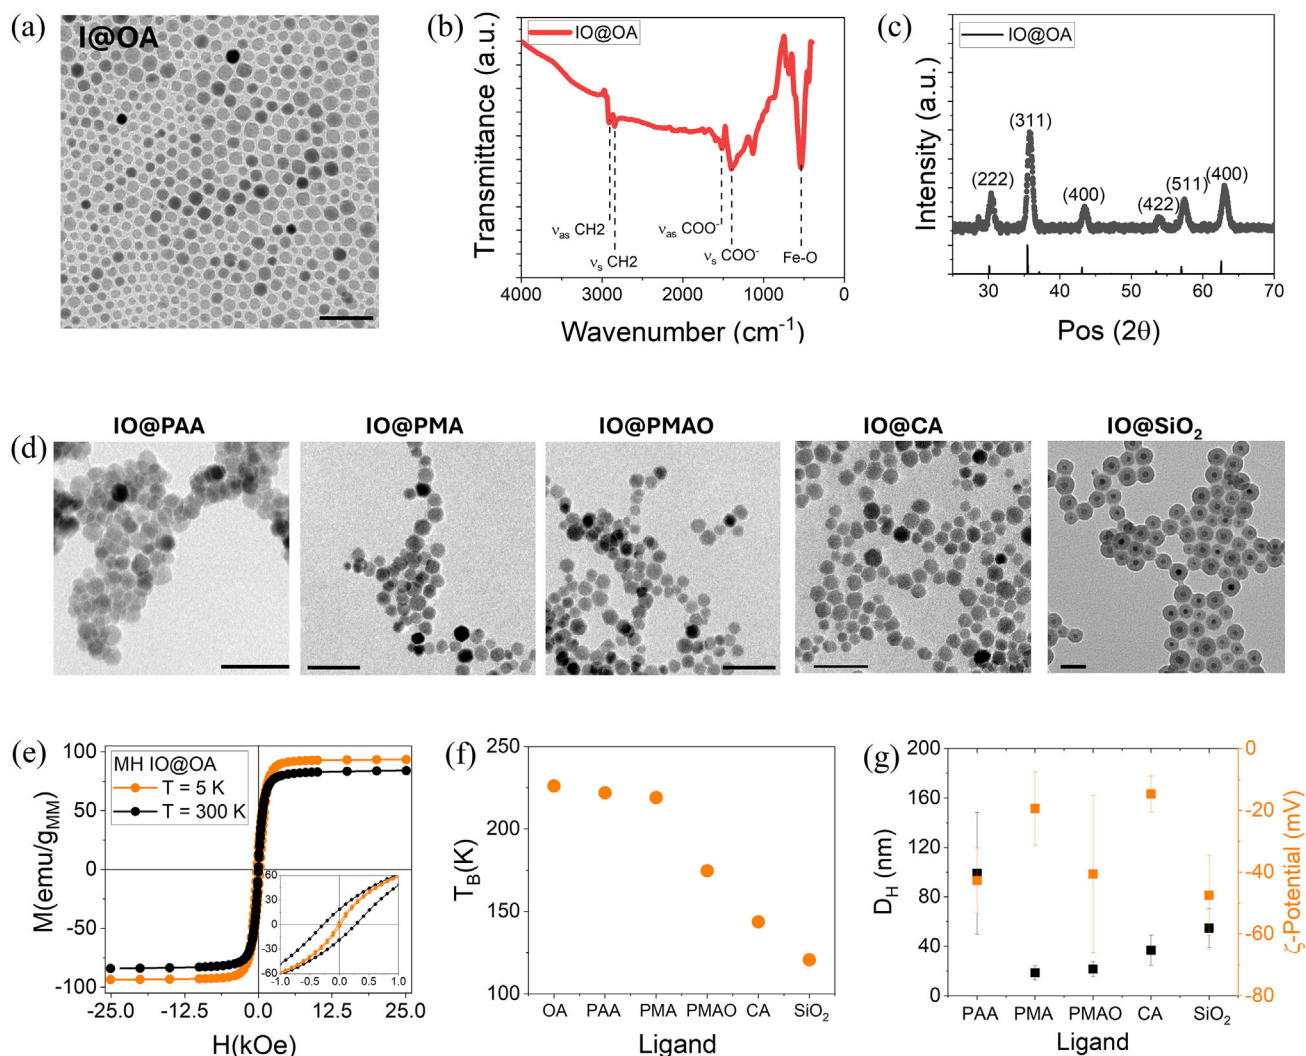 (a)
I@OA
(b)
IO@OA
Transmittance (a.u.)
ν_as CH2
ν_s CH2
ν_as COO⁻
ν_s COO⁻
Fe-O
4000 3000 2000 1000 0
Wavenumber (cm⁻¹)
(c)
IO@OA
Intensity (a.u.)
(222)
(311)
(400)
(422)
(511)
(400)
30 40 50 60 70
Pos (2θ)
(d)
IO@PAA
IO@PMA
IO@PMAO
IO@CA
IO@SiO₂
(e)
MH IO@OA
T = 5 K
T = 300 K
M(emu/g_MM)
100
50
0
-50
-100
60
30
0
-30
-60
-1.0 -0.5 0.0 0.5 1.0
-25.0 -12.5 0.0 12.5 25.0
H(kOe)
(f)
T_B(K)
250
225
200
175
150
125
100
OA PAA PMA PMAO CA SiO₂
Ligand
(g)
D_H (nm)
200
160
120
80
40
0
0
-20
-40
-60
-80
ζ-Potential (mV)
PAA PMA PMAO CA SiO₂
Ligand